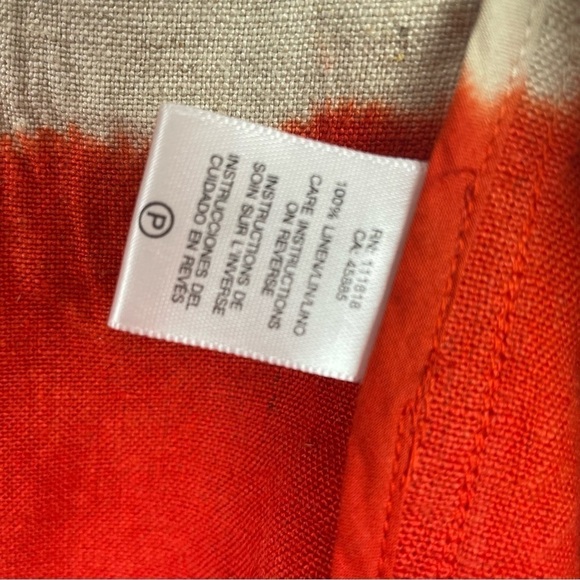 RN: 111818
CA: 45885
100% LINEN/LIN/LINO
CARE INSTRUCTIONS
ON REVERSE
INSTRUCTIONS DE
SOIN SUR L'INVERSE
INSTRUCCIONES DEL
CUIDADO EN REVÉS
P